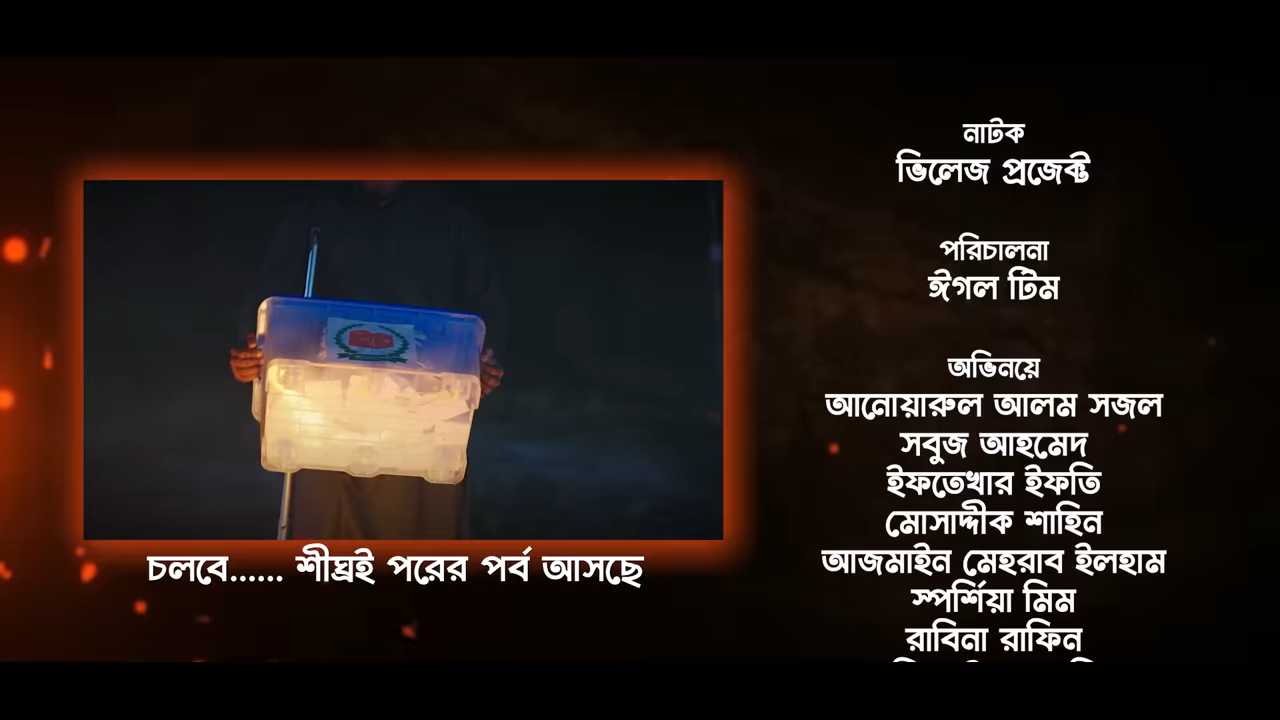 নাটক
ভিলেজ প্রজেক্ট
পরিচালনা
ঈগল টিম
অভিনয়ে
আনোয়ারুল আলম সজল
সবুজ আহমেদ
ইফতেখার ইফতি
মোসাদ্দীক শাহিন
আজমাইন মেহরাব ইলহাম
স্পর্শিয়া মিম
রাবিনা রাফিন
চলবে...... শীঘ্রই পরের পর্ব আসছে